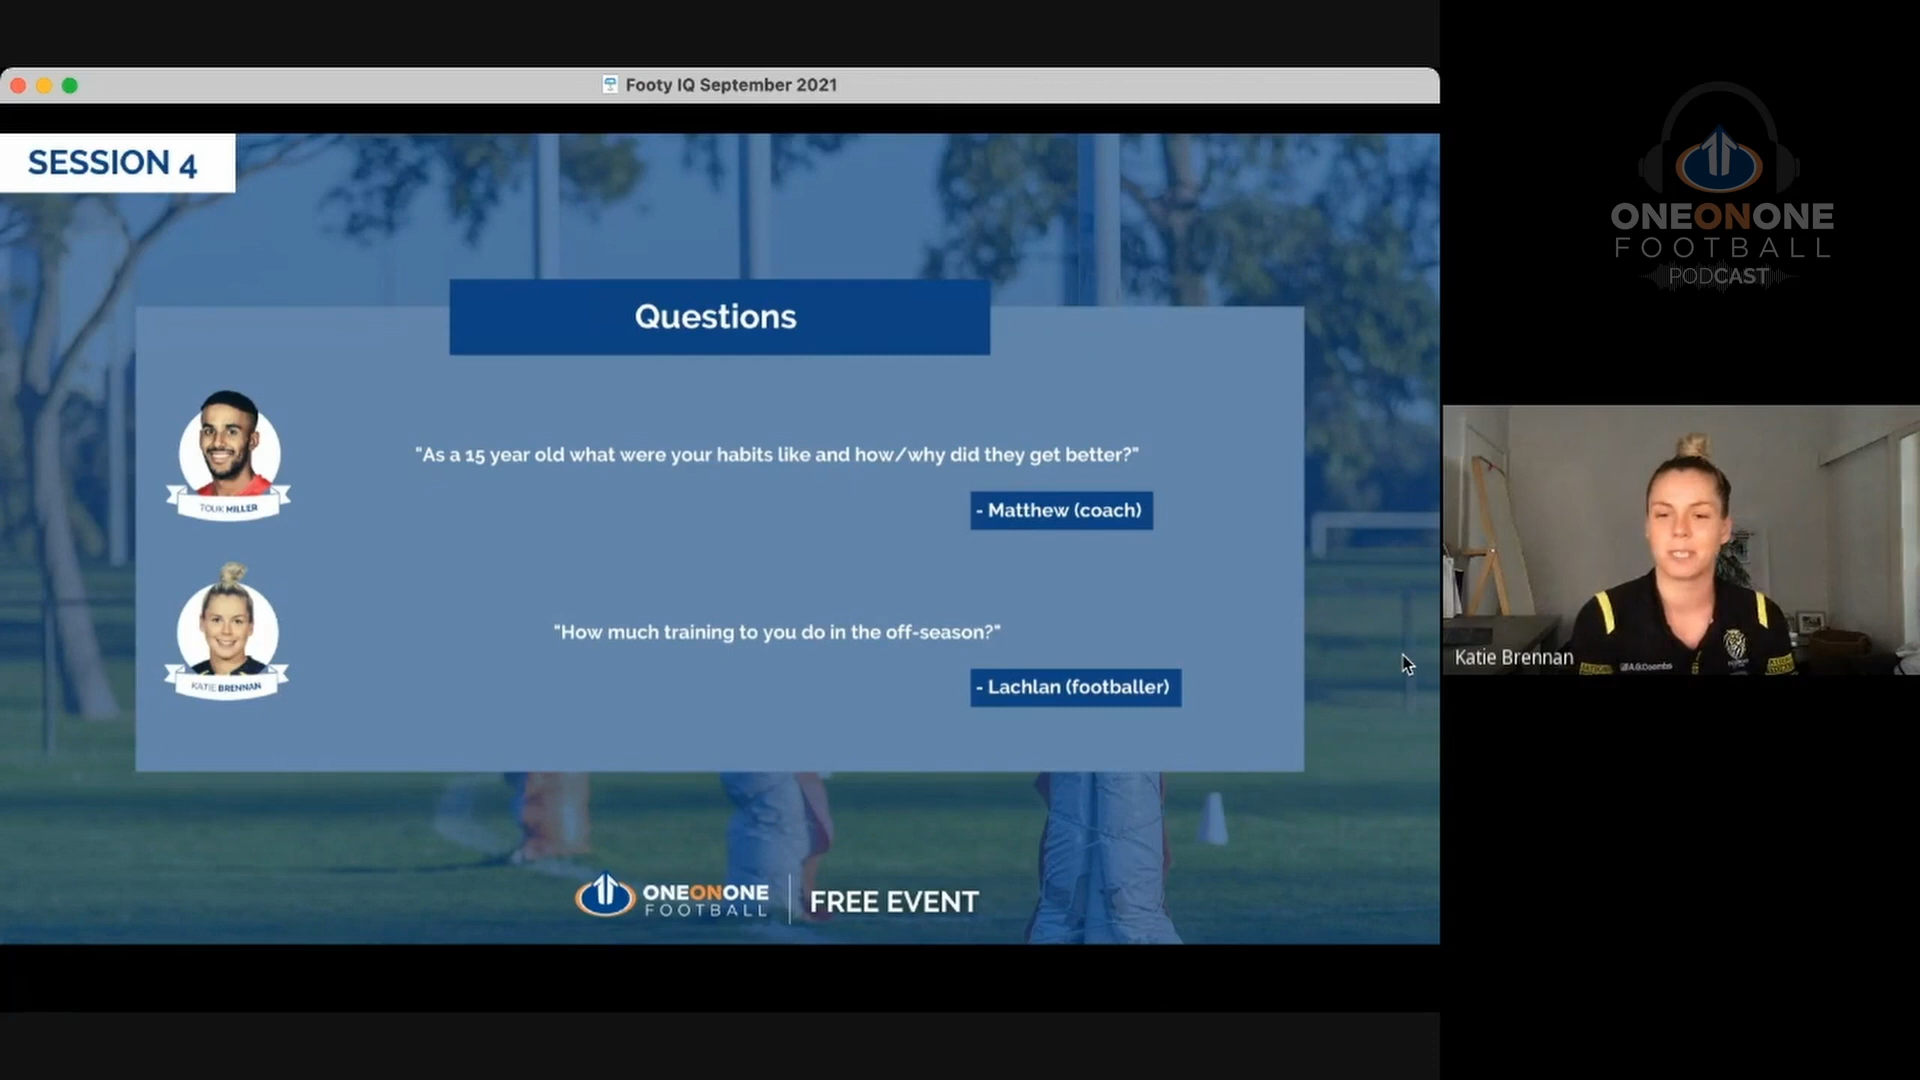 Footy IQ September 2021
SESSION 4
Questions
"As a 15 year old what were your habits like and how/why did they get better?"
- Matthew (coach)
TOUK MILLER
"How much training to you do in the off-season?"
- Lachlan (footballer)
KATIE BRENNAN
ONEONONE
FOOTBALL
FREE EVENT
ONEONONE
FOOTBALL
PODCAST
Katie Brennan
A.G.Coombs